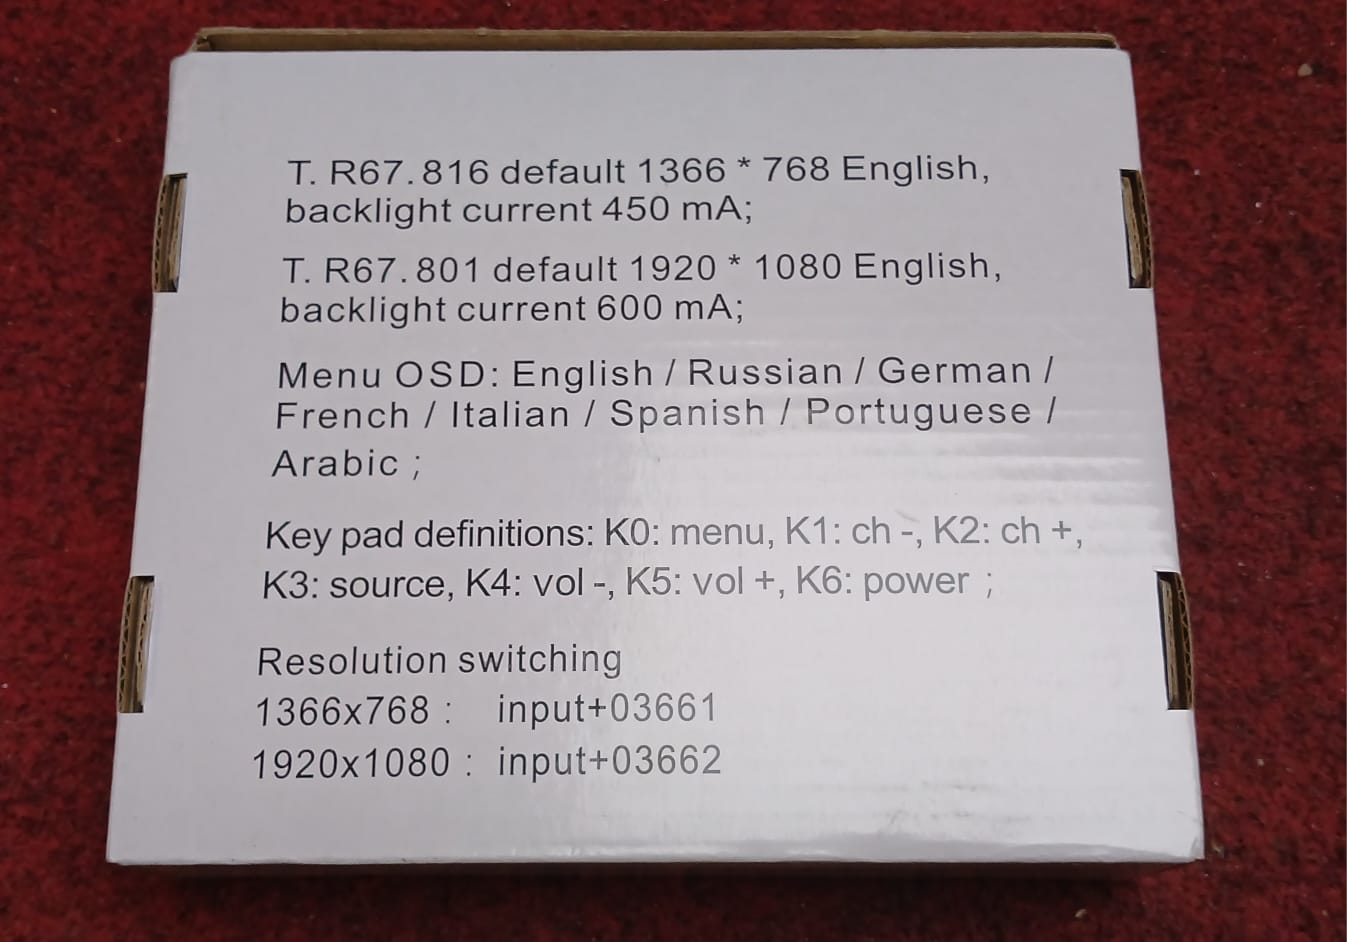 T. R67.816 default 1366 * 768 English,
backlight current 450 mA;
T. R67.801 default 1920 * 1080 English,
backlight current 600 mA;
Menu OSD: English / Russian / German /
French / Italian / Spanish / Portuguese /
Arabic ;
Key pad definitions: K0: menu, K1: ch -, K2: ch +,
K3: source, K4: vol -, K5: vol +, K6: power ;
Resolution switching
1366x768 : input+03661
1920x1080 : input+03662